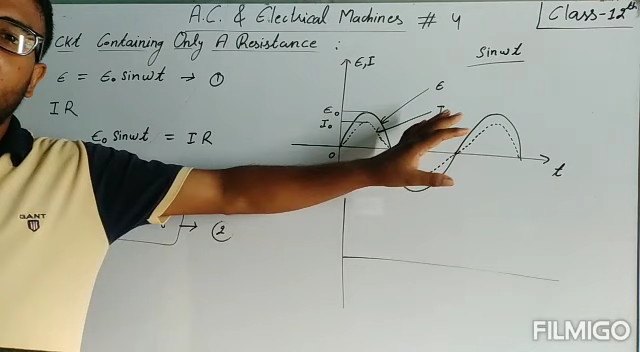 A.C. & Electrical Machines # 4
Class-12th
CKt Containing Only A Resistance :
ε = ε₀ sinωt → ①
IR
ε₀ sinωt = IR
→ ②
ε, I
sinωt
ε₀
I₀
ε
I
0
t
GANT
FILMIGO